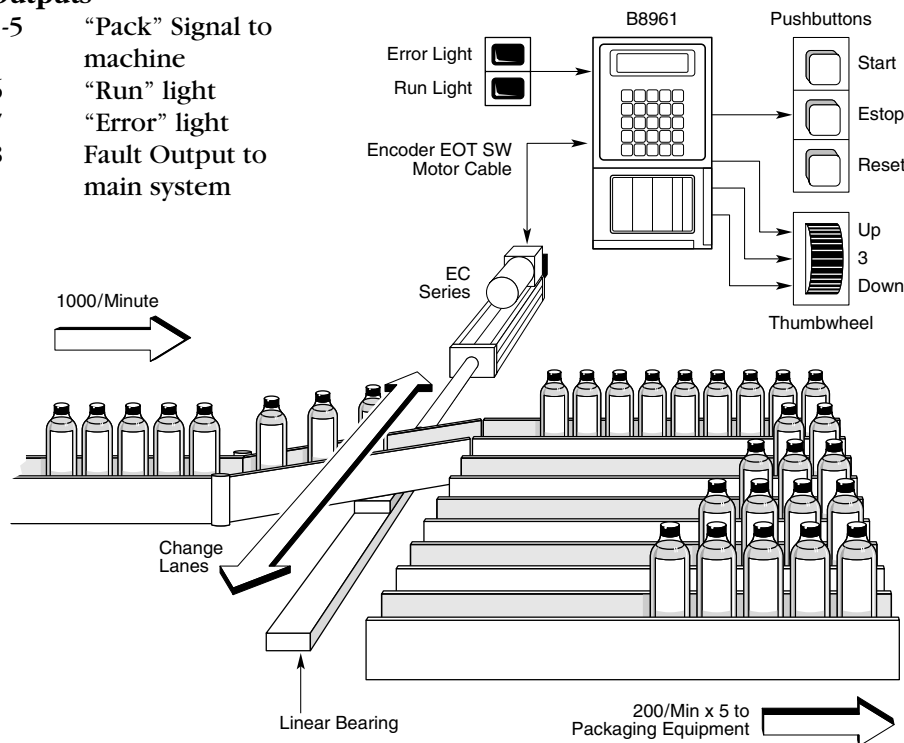 -5 "Pack" Signal to
machine
"Run" light
"Error" light
Fault Output to
main system
B8961
Pushbuttons
Error Light
Run Light
Start
Estop
Reset
Encoder EOT SW
Motor Cable
Up
3
Down
Thumbwheel
EC
Series
1000/Minute
Change
Lanes
Linear Bearing
200/Min x 5 to
Packaging Equipment